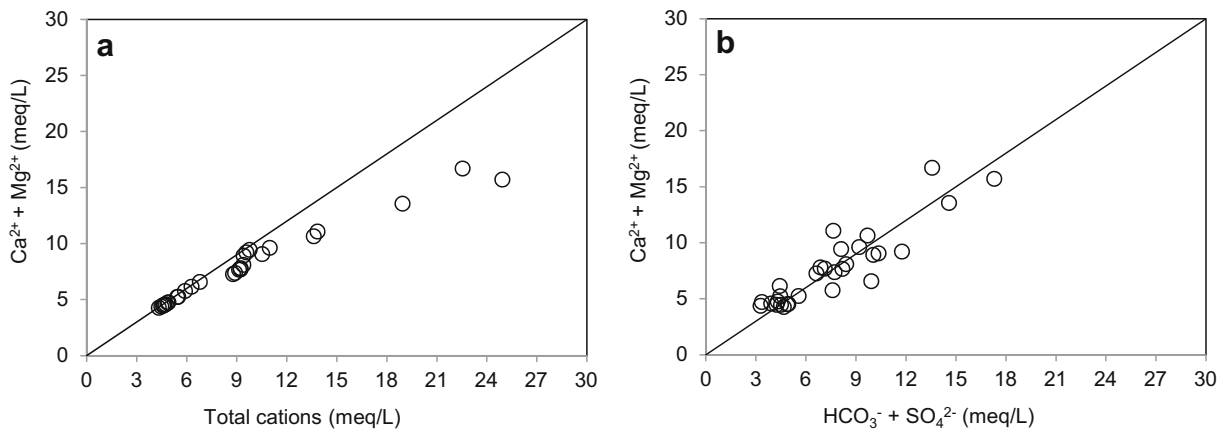 a
Ca²⁺ + Mg²⁺ (meq/L)
30
25
20
15
10
5
0
0 3 6 9 12 15 18 21 24 27 30
Total cations (meq/L)
b
Ca²⁺ + Mg²⁺ (meq/L)
30
25
20
15
10
5
0
0 3 6 9 12 15 18 21 24 27 30
HCO₃⁻ + SO₄²⁻ (meq/L)